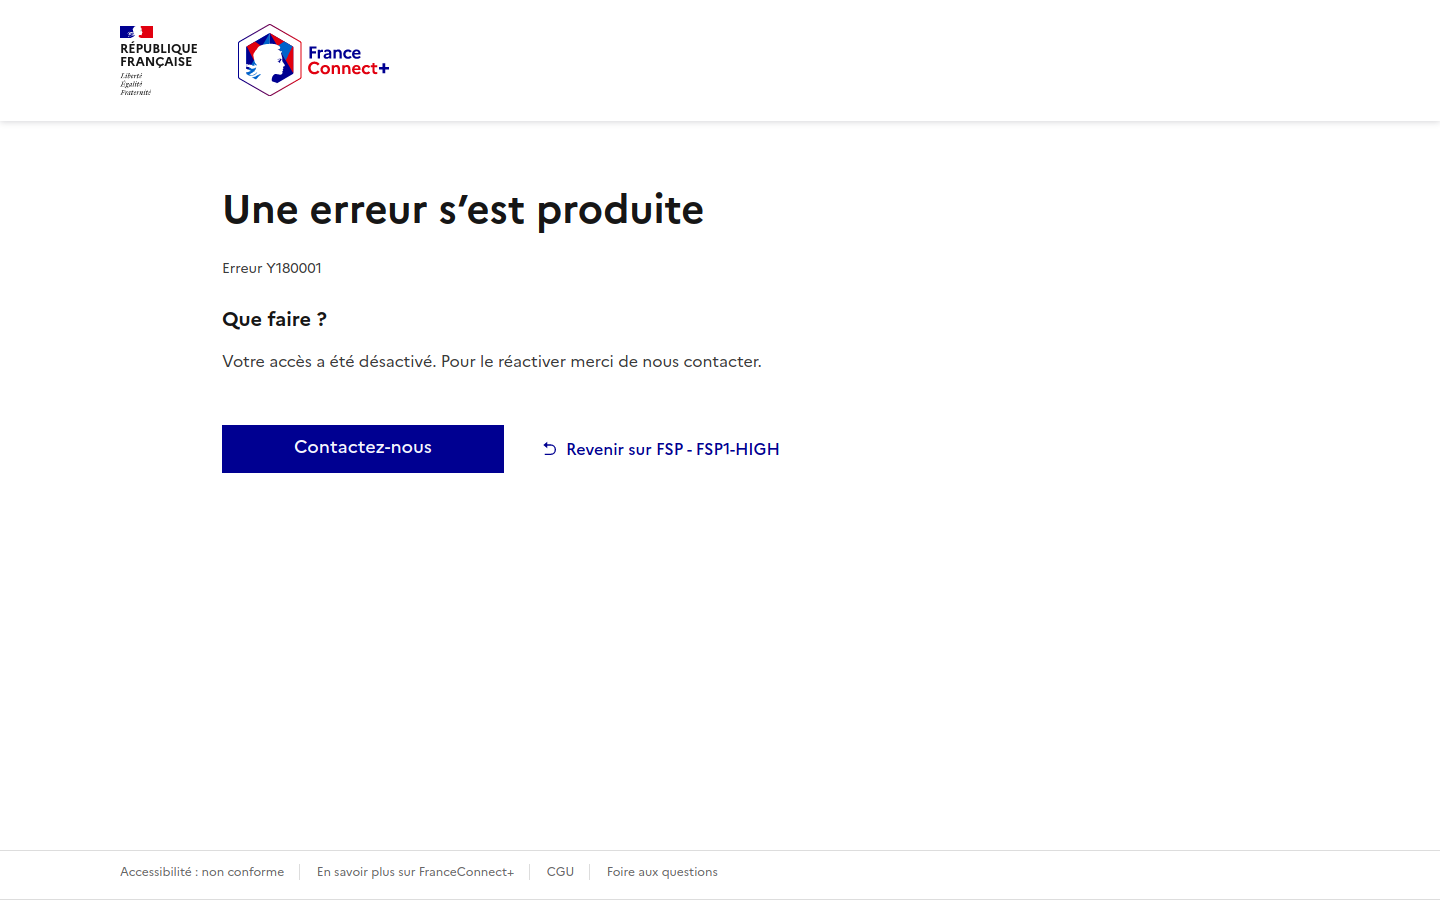 RÉPUBLIQUE
FRANÇAISE
Liberté
Égalité
Fraternité
France
Connect+
Une erreur s’est produite
Erreur Y180001
Que faire ?
Votre accès a été désactivé. Pour le réactiver merci de nous contacter.
Contactez-nous
Revenir sur FSP - FSP1-HIGH
Accessibilité : non conforme
En savoir plus sur FranceConnect+
CGU
Foire aux questions